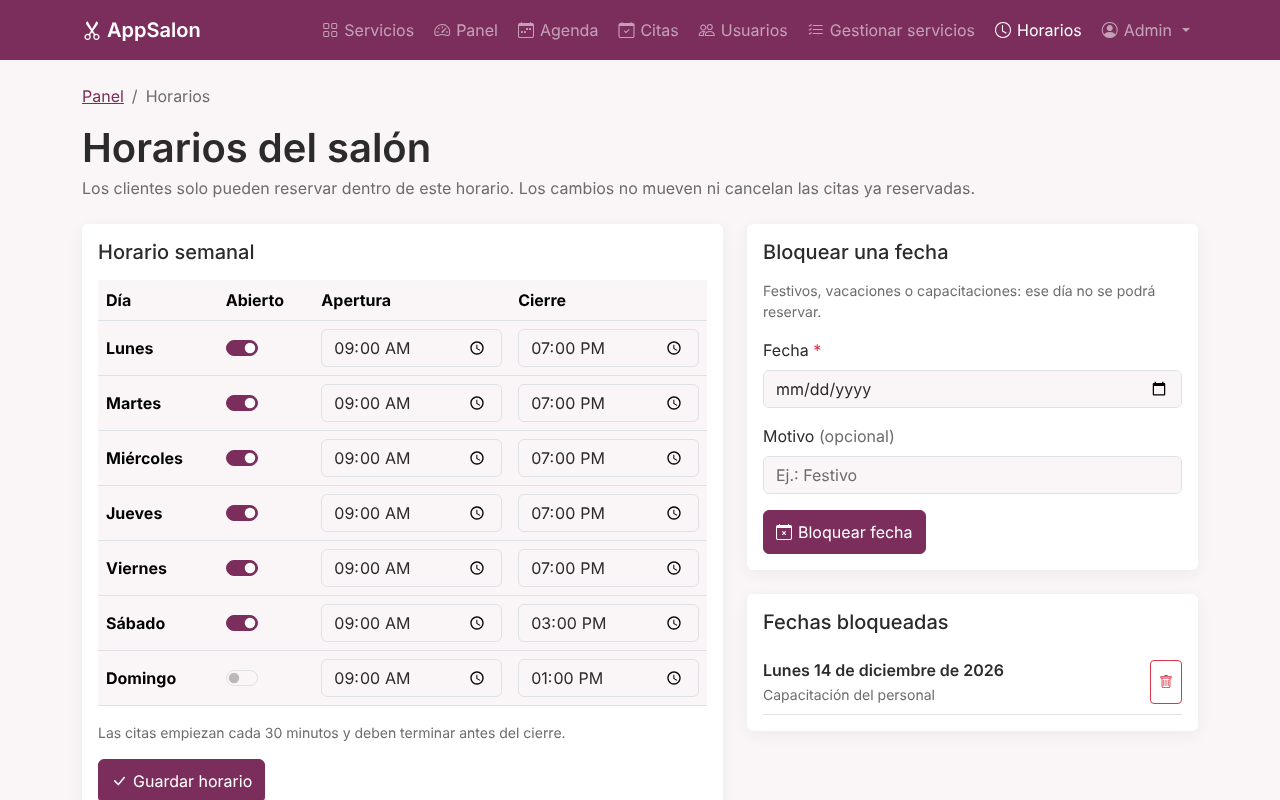 AppSalon
Servicios Panel Agenda Citas Usuarios Gestionar servicios Horarios Admin
Panel / Horarios
Horarios del salón
Los clientes solo pueden reservar dentro de este horario. Los cambios no mueven ni cancelan las citas ya reservadas.
Horario semanal
Día Abierto Apertura Cierre
Lunes 09:00 AM 07:00 PM
Martes 09:00 AM 07:00 PM
Miércoles 09:00 AM 07:00 PM
Jueves 09:00 AM 07:00 PM
Viernes 09:00 AM 07:00 PM
Sábado 09:00 AM 03:00 PM
Domingo 09:00 AM 01:00 PM
Las citas empiezan cada 30 minutos y deben terminar antes del cierre.
Guardar horario
Bloquear una fecha
Festivos, vacaciones o capacitaciones: ese día no se podrá
reservar.
Fecha *
mm/dd/yyyy
Motivo (opcional)
Ej.: Festivo
Bloquear fecha
Fechas bloqueadas
Lunes 14 de diciembre de 2026
Capacitación del personal